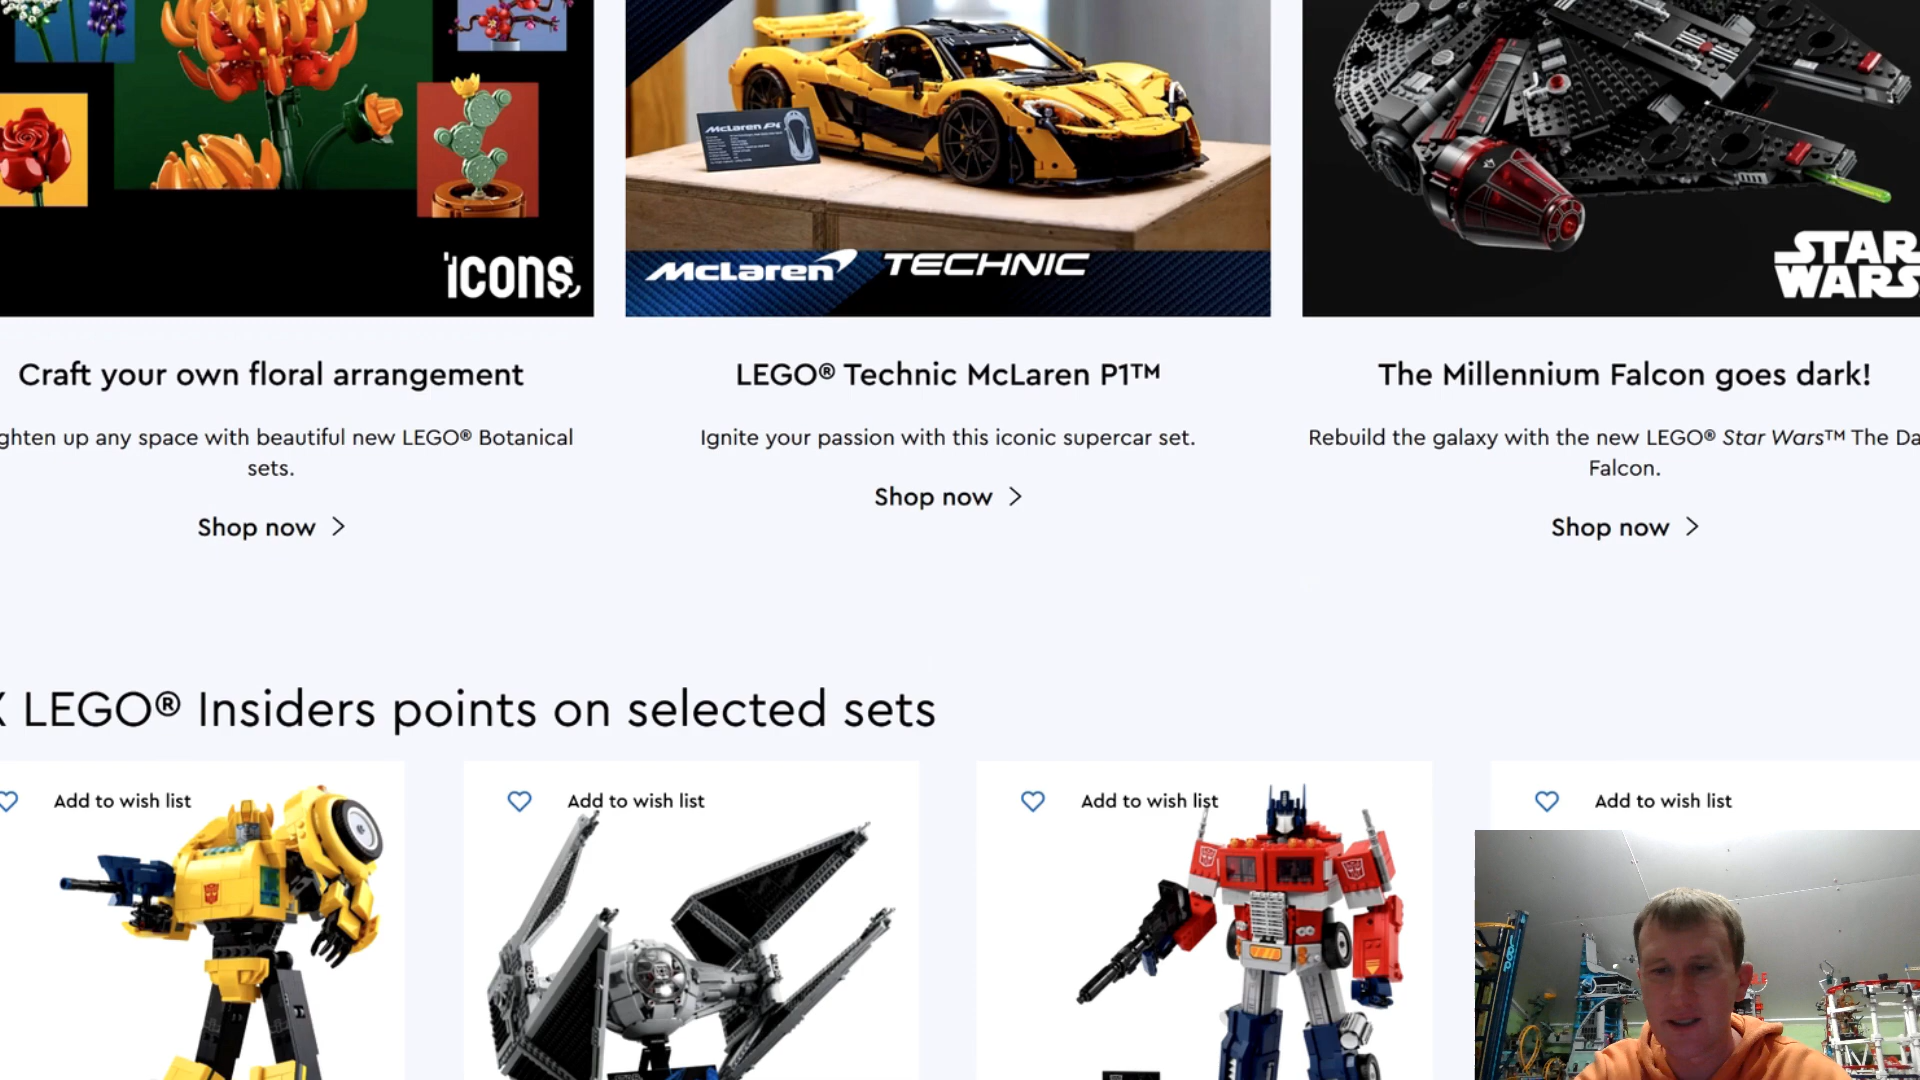 icons
McLaren P1
McLaren TECHNIC
STAR
WARS
Craft your own floral arrangement
ghten up any space with beautiful new LEGO® Botanical
sets.
Shop now
LEGO® Technic McLaren P1™
Ignite your passion with this iconic supercar set.
Shop now
The Millennium Falcon goes dark!
Rebuild the galaxy with the new LEGO® Star Wars™ The Da
Falcon.
Shop now
X LEGO® Insiders points on selected sets
Add to wish list
Add to wish list
Add to wish list
Add to wish list